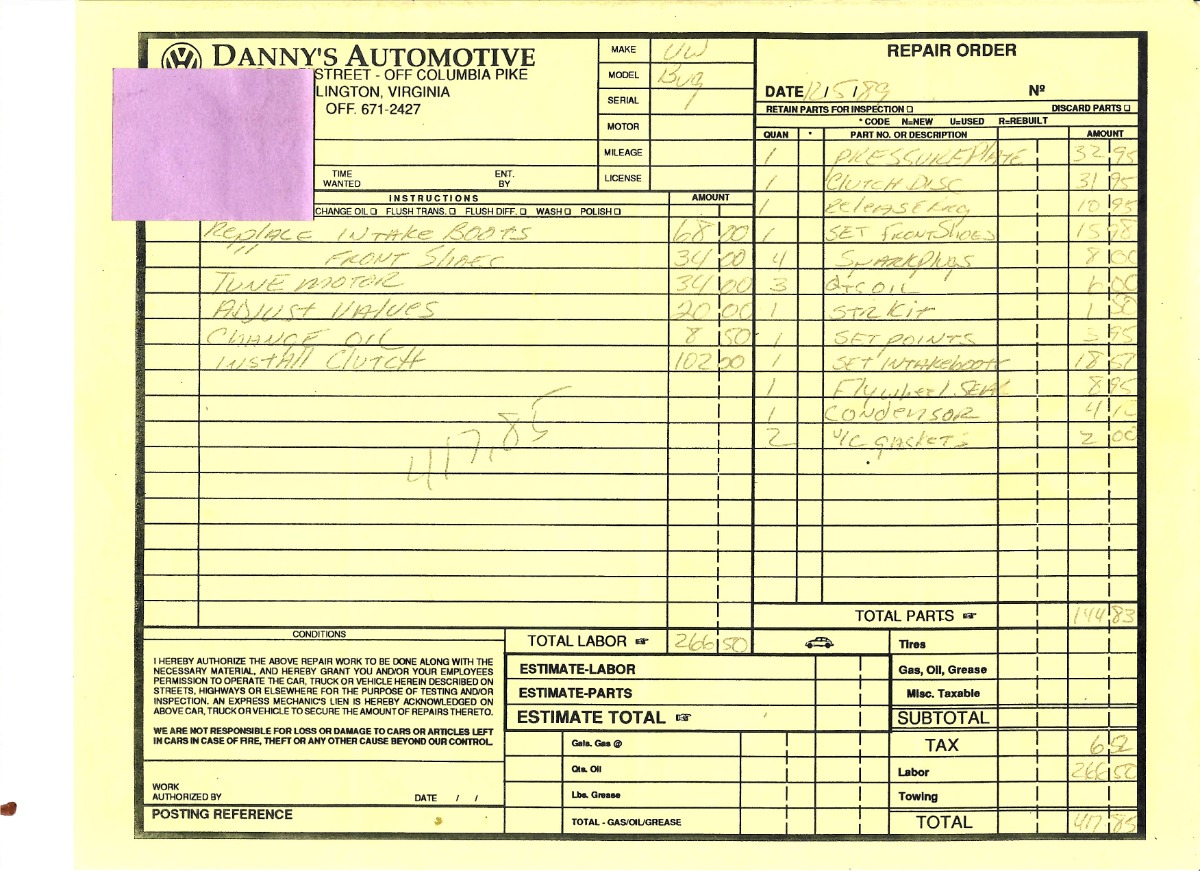 DANNY'S AUTOMOTIVE
STREET - OFF COLUMBIA PIKE
LINGTON, VIRGINIA
OFF. 671-2427
TIME WANTED
ENT. BY
MAKE VW
MODEL Bug
SERIAL
MOTOR
MILEAGE
LICENSE
REPAIR ORDER
DATE 12/5/89 Nº
RETAIN PARTS FOR INSPECTION □ DISCARD PARTS □
* CODE N=NEW U=USED R=REBUILT
INSTRUCTIONS AMOUNT
CHANGE OIL □ FLUSH TRANS. □ FLUSH DIFF. □ WASH □ POLISH □
REPLACE INTAKE BOOTS 68 00
" FRONT SHOES 34 00
TUNE MOTOR 34 00
ADJUST VALVES 20 00
CHANGE OIL 8 50
INSTALL CLUTCH 102 00
417.85
QUAN * PART NO. OR DESCRIPTION AMOUNT
1 PRESSURE PLATE 32 95
1 CLUTCH DISC 31 95
1 10 95
1 SET FRONT SHOES 15 98
4 SPARK PLUGS 8 00
3 QTS OIL 6 00
1 STR Kit 1 50
1 SET POINTS 95
1 SET INTAKE BOOTS 18
1 Flywheel SEAL 8 95
1 CONDENSOR 4
2 V/C GASKETS 2 00
TOTAL PARTS 144 83
CONDITIONS
I HEREBY AUTHORIZE THE ABOVE REPAIR WORK TO BE DONE ALONG WITH THE
NECESSARY MATERIAL, AND HEREBY GRANT YOU AND/OR YOUR EMPLOYEES
PERMISSION TO OPERATE THE CAR, TRUCK OR VEHICLE HEREIN DESCRIBED ON
STREETS, HIGHWAYS OR ELSEWHERE FOR THE PURPOSE OF TESTING AND/OR
INSPECTION. AN EXPRESS MECHANIC'S LIEN IS HEREBY ACKNOWLEDGED ON
ABOVE CAR, TRUCK OR VEHICLE TO SECURE THE AMOUNT OF REPAIRS THERETO.
WE ARE NOT RESPONSIBLE FOR LOSS OR DAMAGE TO CARS OR ARTICLES LEFT
IN CARS IN CASE OF FIRE, THEFT OR ANY OTHER CAUSE BEYOND OUR CONTROL.
WORK
AUTHORIZED BY DATE / /
POSTING REFERENCE
TOTAL LABOR 266 50
ESTIMATE-LABOR
ESTIMATE-PARTS
ESTIMATE TOTAL
Gals. Gas @
Qts. Oil
Lbs. Grease
TOTAL - GAS/OIL/GREASE
Tires
Gas, Oil, Grease
Misc. Taxable
SUBTOTAL
TAX 6 52
Labor 266 50
Towing
TOTAL 417 85